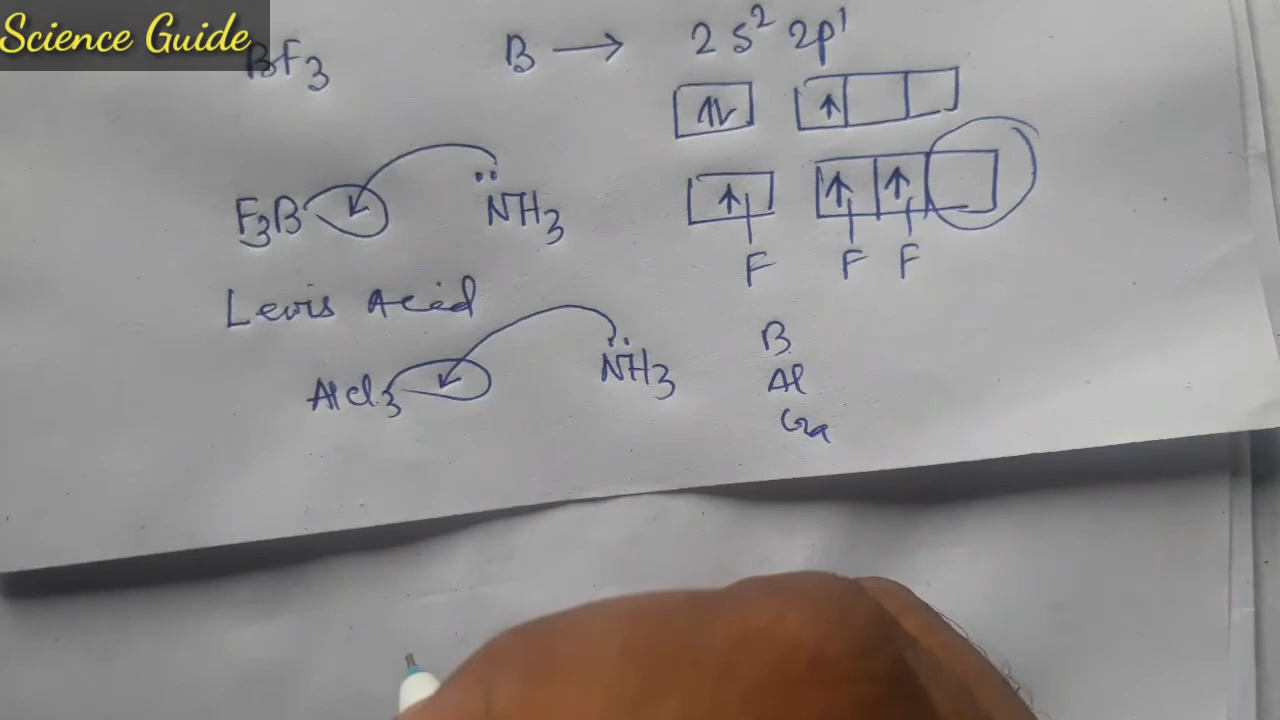 Science Guide
BF3 B → 2s² 2p¹
F3B :NH3
F F F
Lewis Acid
AlCl3 :NH3
B
Al
Ga